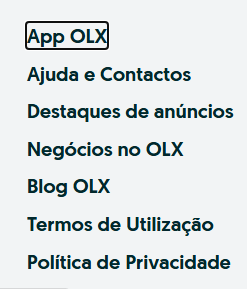 App OLX
Ajuda e Contactos
Destaques de anúncios
Negócios no OLX
Blog OLX
Termos de Utilização
Política de Privacidade